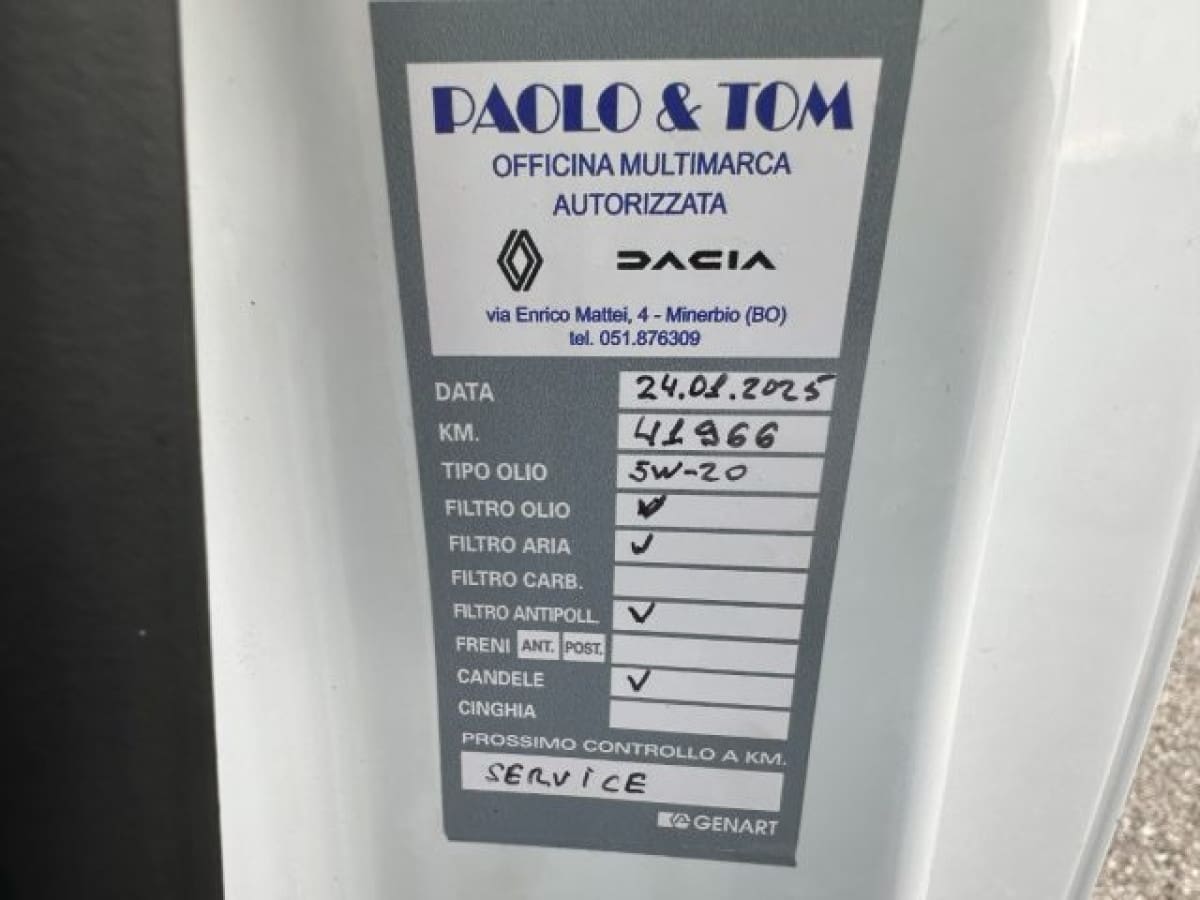 PAOLO & TOM
OFFICINA MULTIMARCA
AUTORIZZATA
DACIA
via Enrico Mattei, 4 - Minerbio (BO)
tel. 051.876309
DATA 24.01.2025
KM. 41966
TIPO OLIO 5W-20
FILTRO OLIO ✓
FILTRO ARIA ✓
FILTRO CARB.
FILTRO ANTIPOLL. ✓
FRENI ANT. POST.
CANDELE ✓
CINGHIA
PROSSIMO CONTROLLO A KM.
SERVICE
GENART